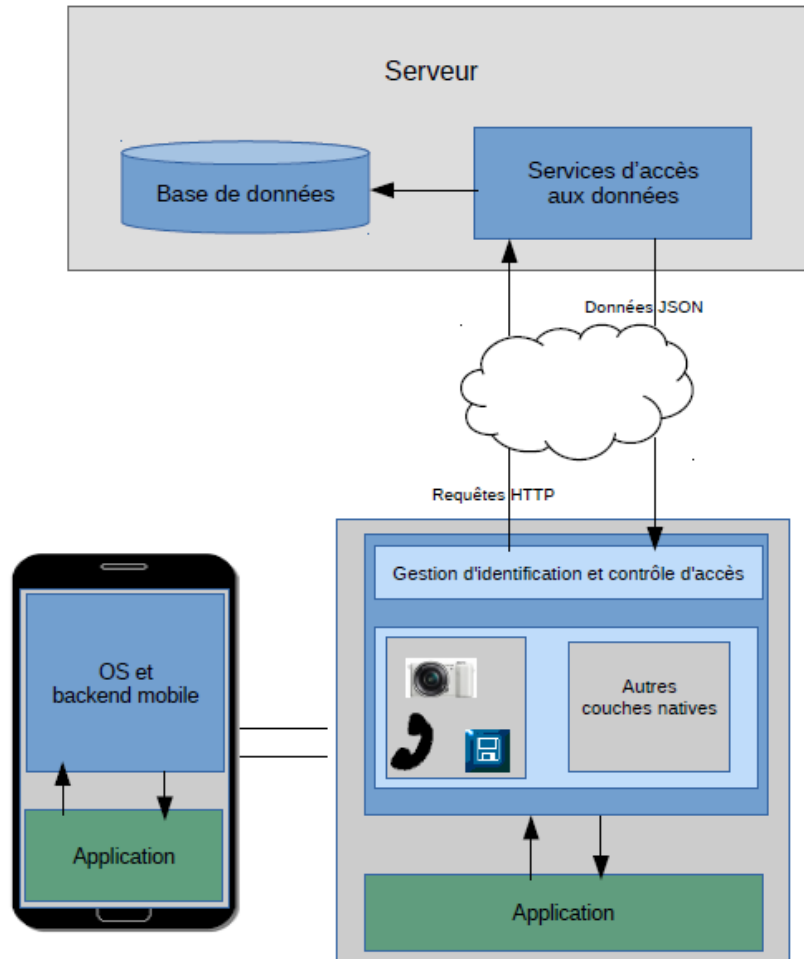 Serveur
Base de données
Services d'accès
aux données
Données JSON
Requêtes HTTP
Gestion d'identification et contrôle d'accès
OS et
backend mobile
Autres
couches natives
Application
Application